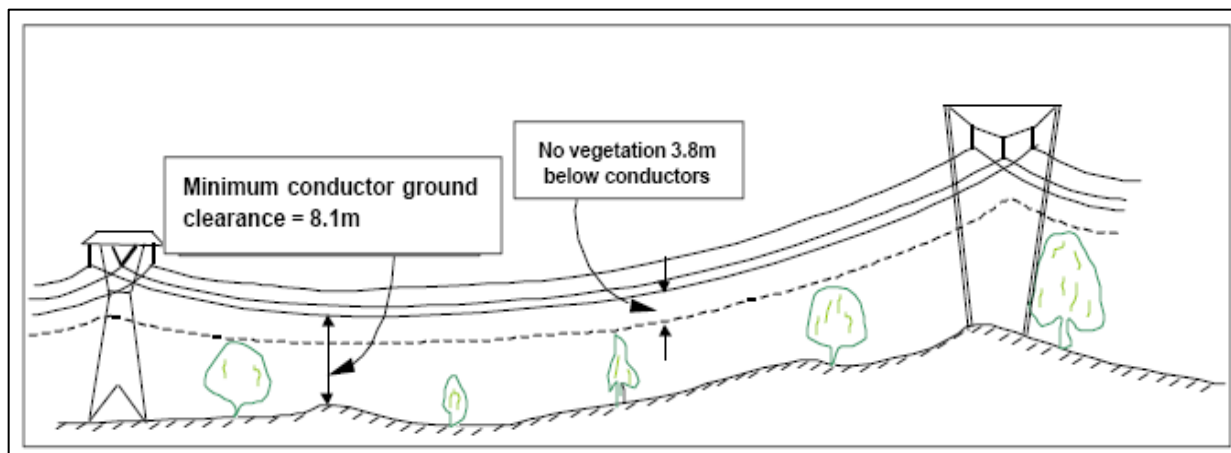 No vegetation 3.8m
below conductors
Minimum conductor ground
clearance = 8.1m